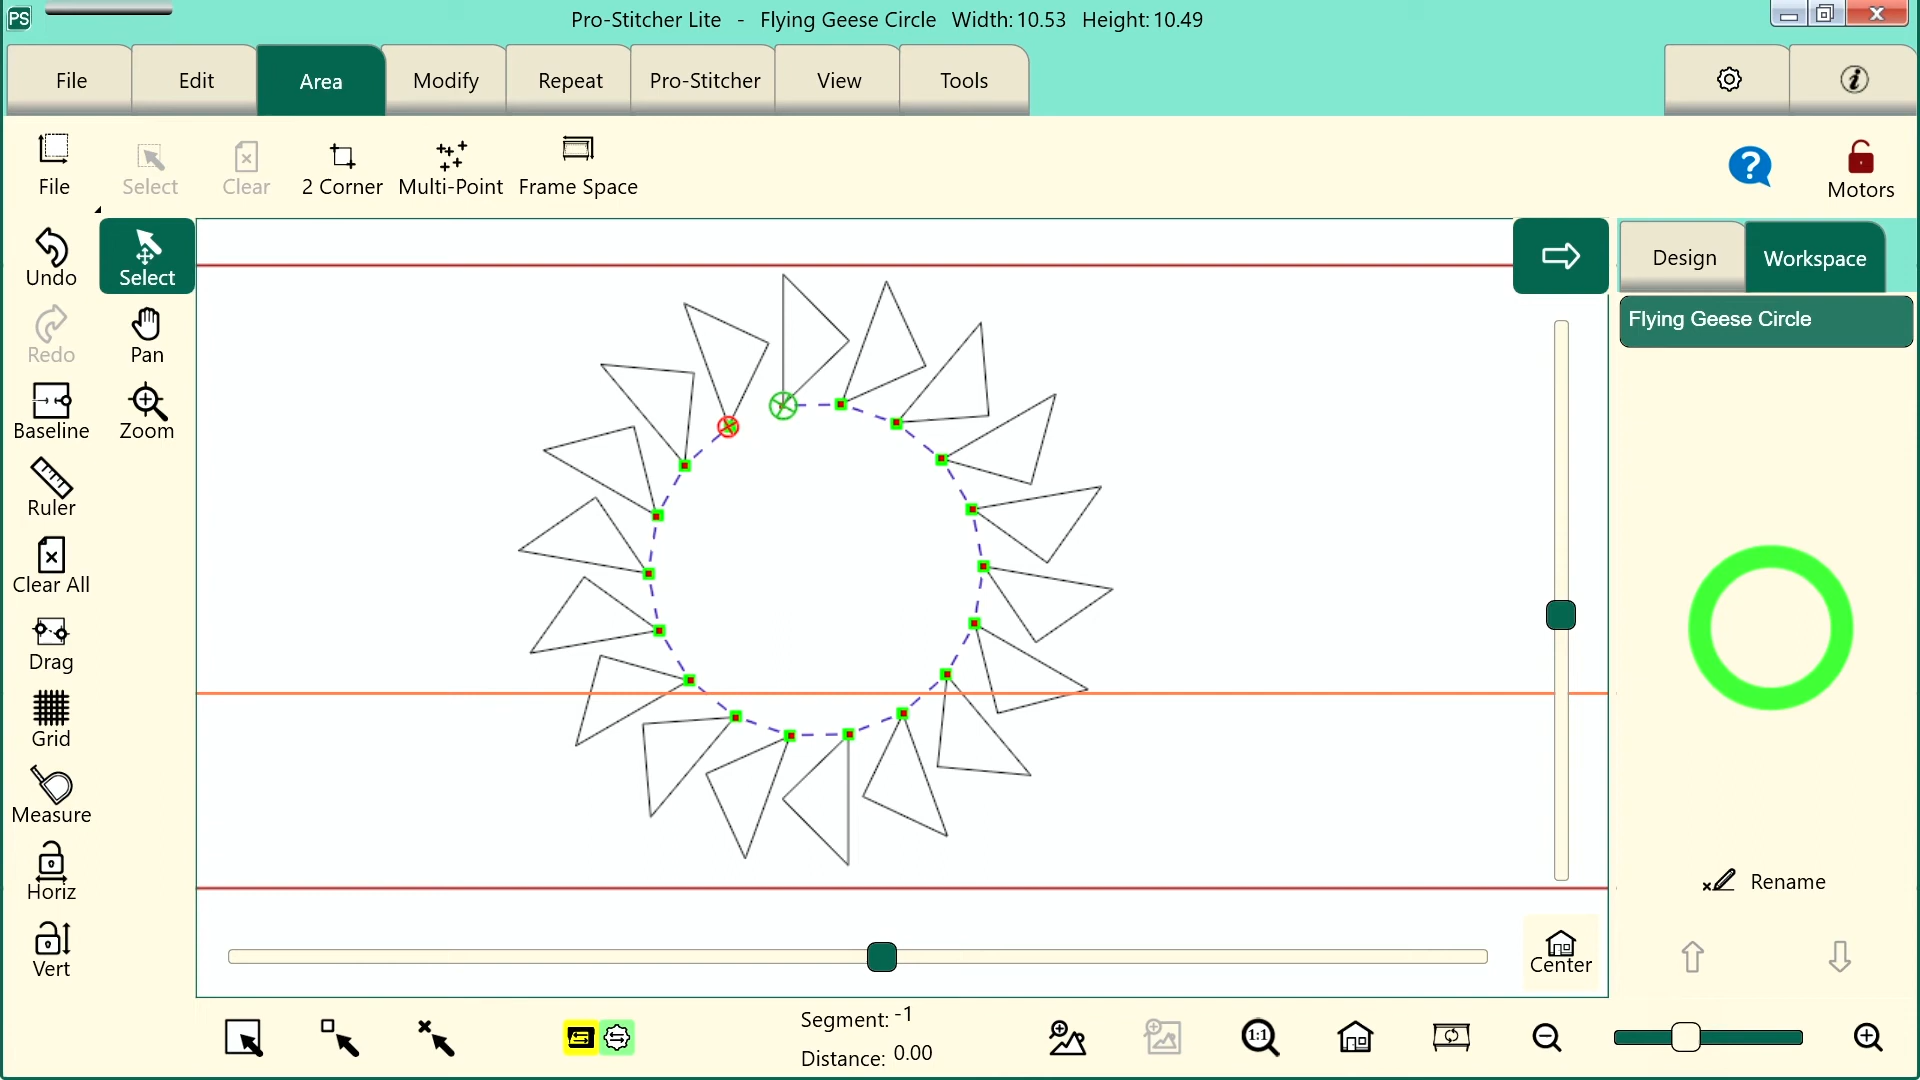 PS
Pro-Stitcher Lite - Flying Geese Circle Width: 10.53 Height: 10.49
File Edit Area Modify Repeat Pro-Stitcher View Tools
File Select Clear 2 Corner Multi-Point Frame Space
Motors
Undo Select
Redo Pan
Baseline Zoom
Ruler
Clear All
Drag
Grid
Measure
Horiz
Vert
Design Workspace
Flying Geese Circle
Rename
Center
Segment: -1
Distance: 0.00
1:1